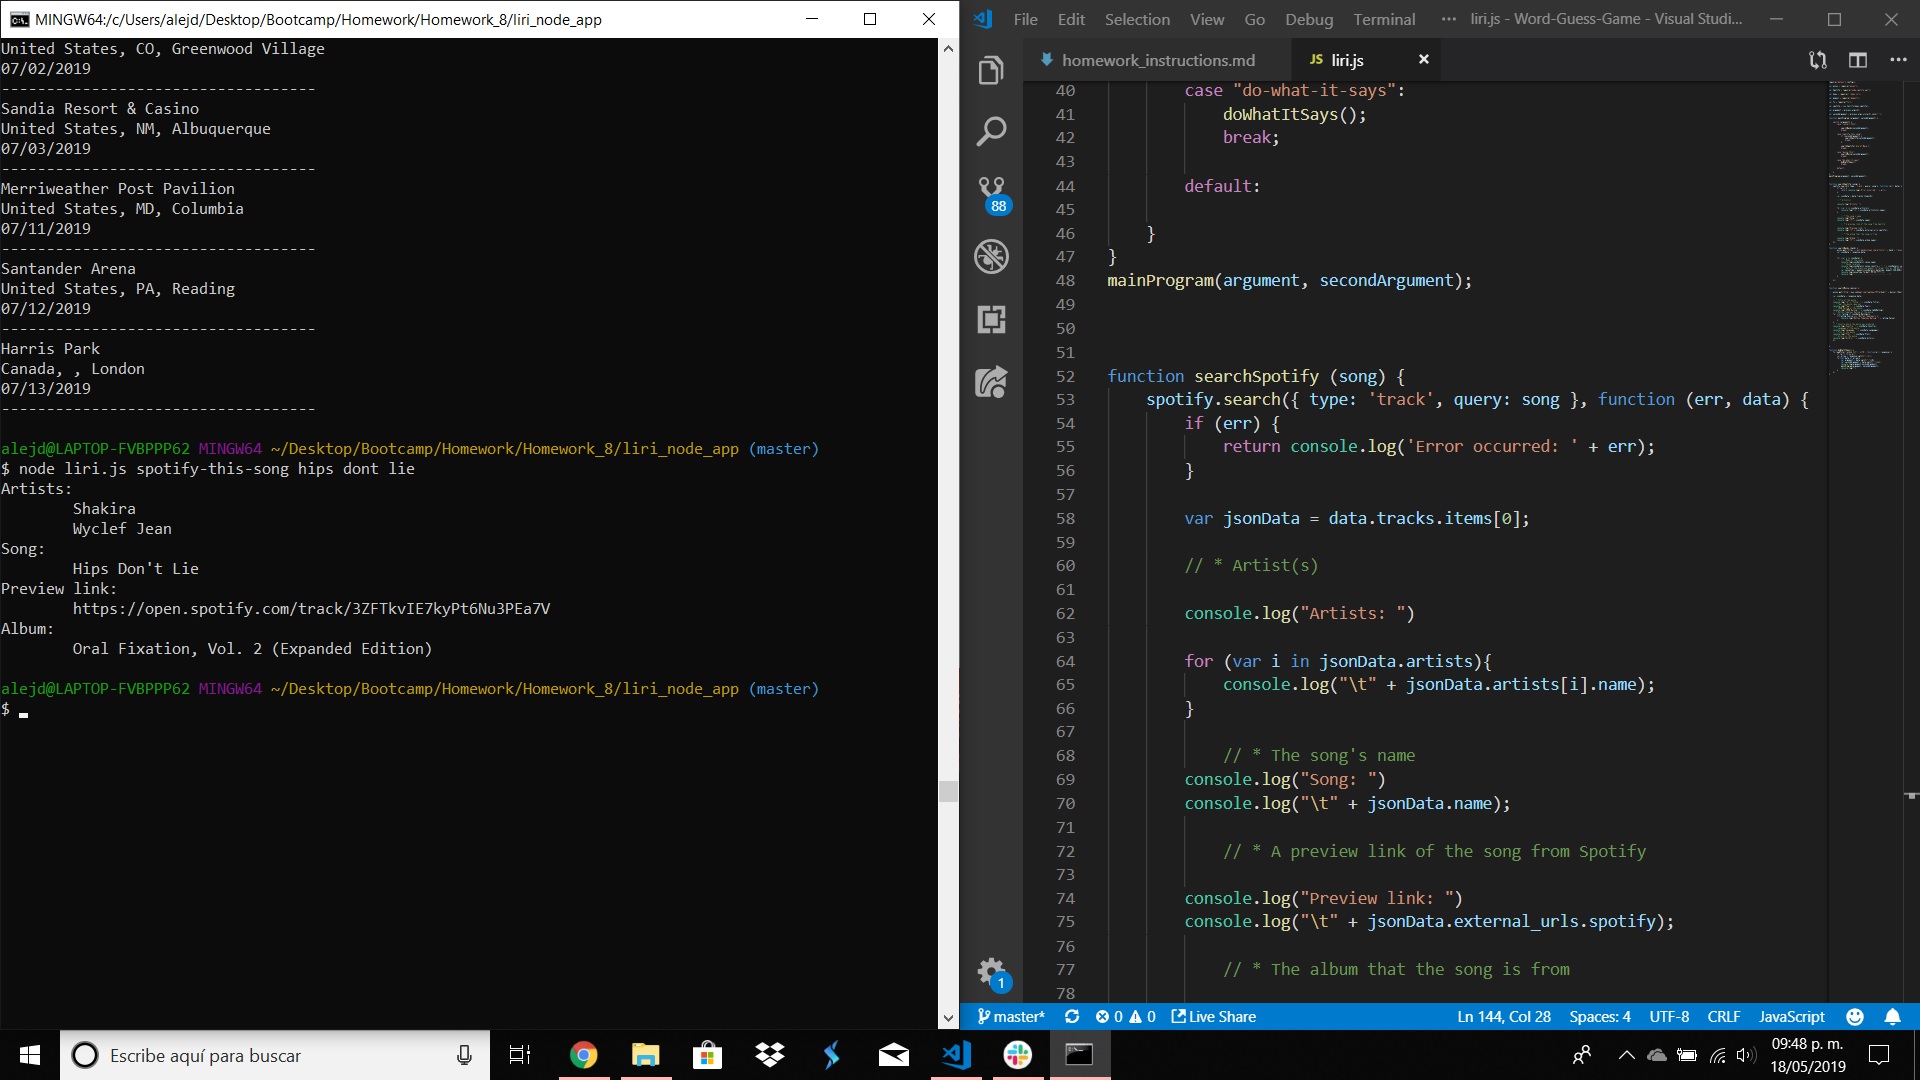 MINGW64:/c/Users/alejd/Desktop/Bootcamp/Homework/Homework_8/liri_node_app
United States, CO, Greenwood Village
07/02/2019
-----------------------------------
Sandia Resort & Casino
United States, NM, Albuquerque
07/03/2019
-----------------------------------
Merriweather Post Pavilion
United States, MD, Columbia
07/11/2019
-----------------------------------
Santander Arena
United States, PA, Reading
07/12/2019
-----------------------------------
Harris Park
Canada, , London
07/13/2019
-----------------------------------
alejd@LAPTOP-FVBPPP62 MINGW64 ~/Desktop/Bootcamp/Homework/Homework_8/liri_node_app (master)
$ node liri.js spotify-this-song hips dont lie
Artists:
Shakira
Wyclef Jean
Song:
Hips Don't Lie
Preview link:
https://open.spotify.com/track/3ZFTkvIE7kyPt6Nu3PEa7V
Album:
Oral Fixation, Vol. 2 (Expanded Edition)
alejd@LAPTOP-FVBPPP62 MINGW64 ~/Desktop/Bootcamp/Homework/Homework_8/liri_node_app (master)
$
File Edit Selection View Go Debug Terminal ··· liri.js - Word-Guess-Game - Visual Studi...
homework_instructions.md JS liri.js
88
1
40 case "do-what-it-says":
41 doWhatItSays();
42 break;
43
44 default:
45
46 }
47 }
48 mainProgram(argument, secondArgument);
49
50
51
52 function searchSpotify (song) {
53 spotify.search({ type: 'track', query: song }, function (err, data) {
54 if (err) {
55 return console.log('Error occurred: ' + err);
56 }
57
58 var jsonData = data.tracks.items[0];
59
60 // * Artist(s)
61
62 console.log("Artists: ")
63
64 for (var i in jsonData.artists){
65 console.log("\t" + jsonData.artists[i].name);
66 }
67
68 // * The song's name
69 console.log("Song: ")
70 console.log("\t" + jsonData.name);
71
72 // * A preview link of the song from Spotify
73
74 console.log("Preview link: ")
75 console.log("\t" + jsonData.external_urls.spotify);
76
77 // * The album that the song is from
78
master* 0 0 Live Share Ln 144, Col 28 Spaces: 4 UTF-8 CRLF JavaScript
Escribe aquí para buscar
09:48 p. m.
18/05/2019